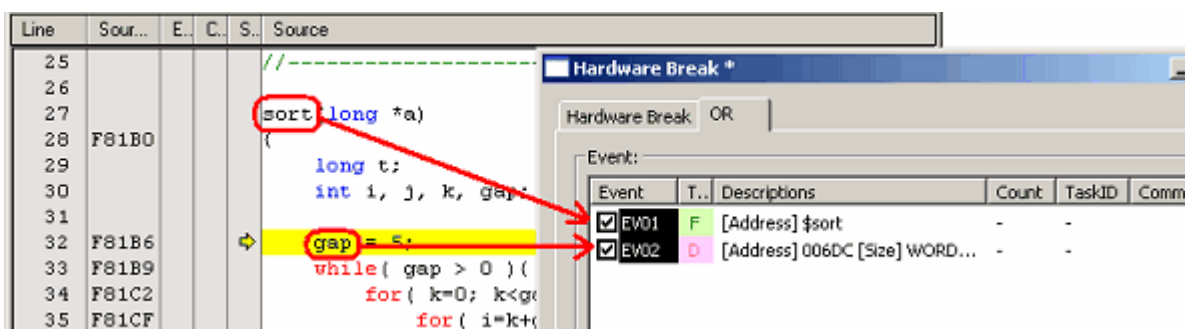 Line Sour... E.. C.. S.. Source
25 //-----------------------
26
27 sort(long *a)
28 F81B0 {
29 long t;
30 int i, j, k, gap;
31
32 F81B6 gap = 5;
33 F81B9 while( gap > 0 ){
34 F81C2 for( k=0; k<ga
35 F81CF for( i=k+
Hardware Break *
Hardware Break OR
Event:
Event T.. Descriptions Count TaskID Comm
EV01 F [Address] $sort - -
EV02 D [Address] 006DC [Size] WORD... - -